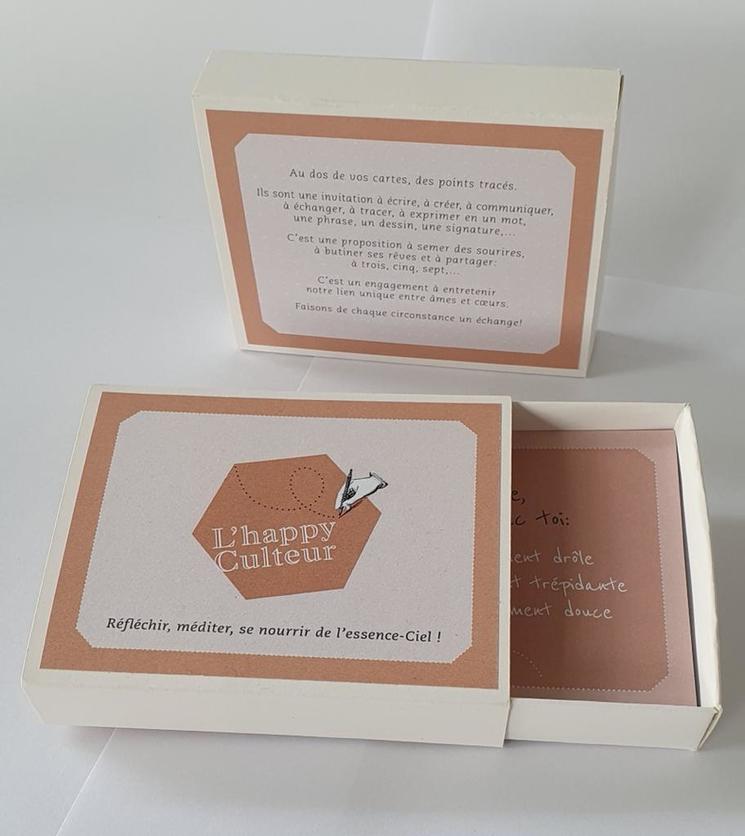 Au dos de vos cartes, des points tracés.
Ils sont une invitation à écrire, à créer, à communiquer,
à échanger, à tracer, à exprimer en un mot,
une phrase, un dessin, une signature,...
C'est une proposition à semer des sourires,
à butiner ses rêves et à partager:
à trois, cinq, sept,...
C'est un engagement à entretenir
notre lien unique entre âmes et cœurs.
Faisons de chaque circonstance un échange!
L'happy
Culteur
Réfléchir, méditer, se nourrir de l'essence-Ciel !
e,
c toi:
ent drôle
t trépidante
ment douce